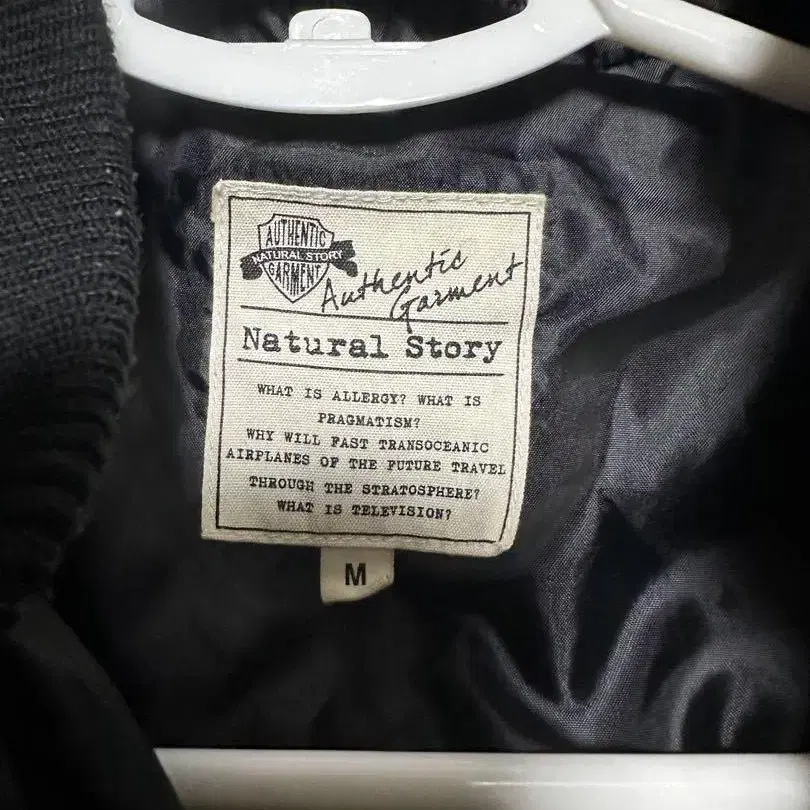 AUTHENTIC
NATURAL STORY
GARMENT
Authentic
Garment
Natural Story
WHAT IS ALLERGY? WHAT IS
PRAGMATISM?
WHY WILL FAST TRANSOCEANIC
AIRPLANES OF THE FUTURE TRAVEL
THROUGH THE STRATOSPHERE?
WHAT IS TELEVISION?
M